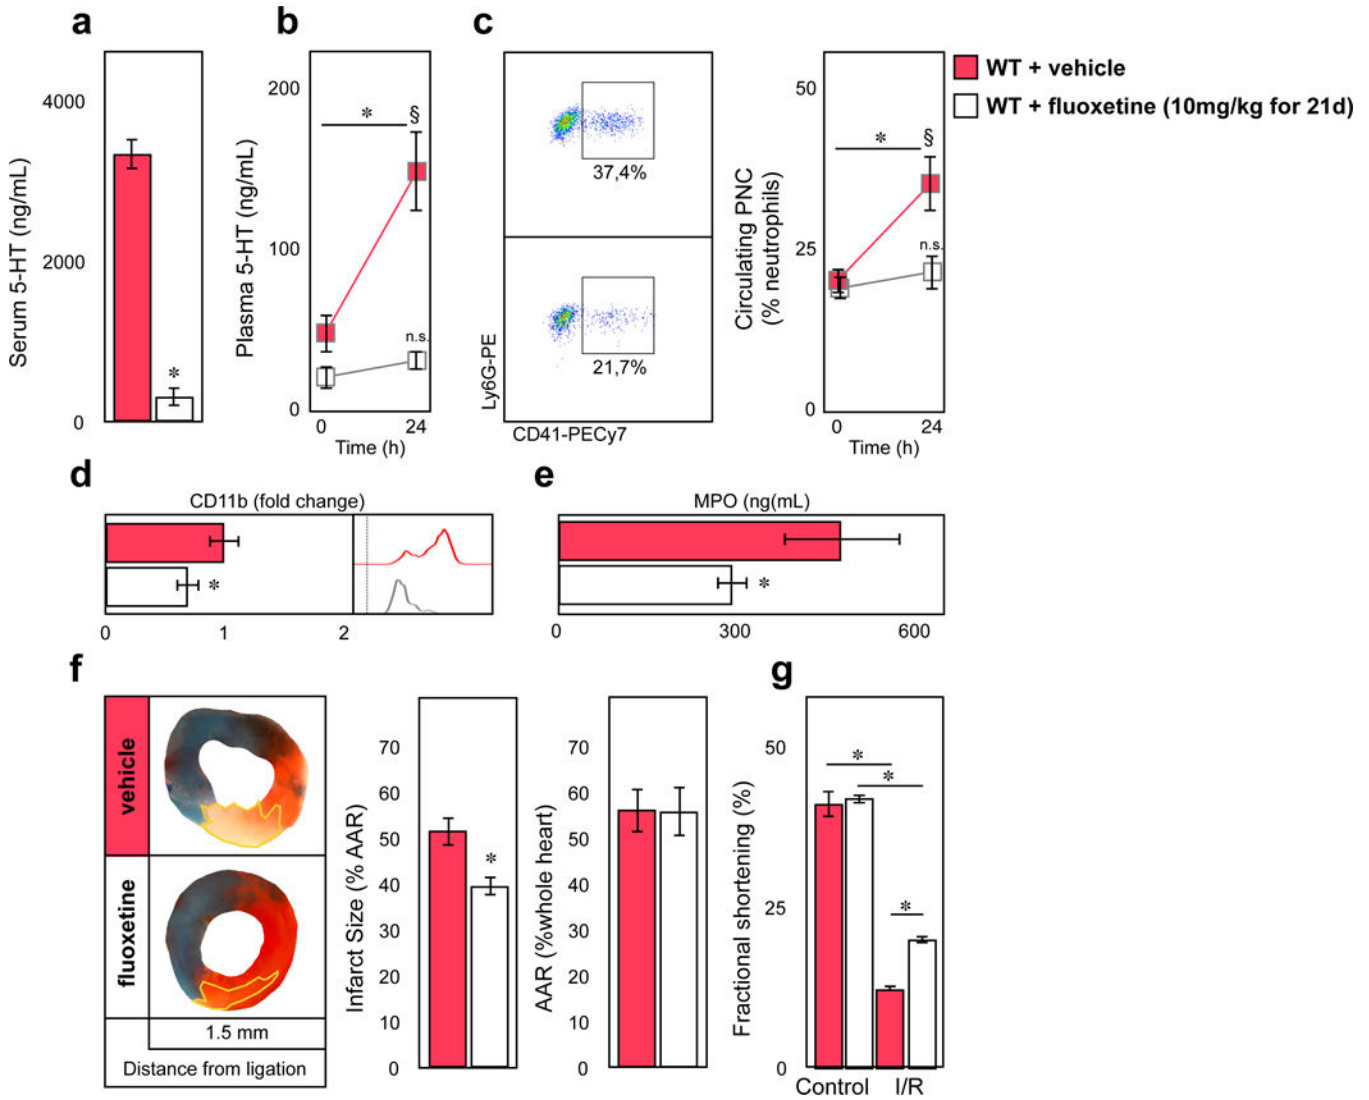 a
Serum 5-HT (ng/mL)
4000
2000
0
*
b
Plasma 5-HT (ng/mL)
200
100
0
*
§
n.s.
0
24
Time (h)
c
37,4%
21,7%
Ly6G-PE
CD41-PECy7
Circulating PNC
(% neutrophils)
50
25
0
*
§
n.s.
0
24
Time (h)
WT + vehicle
WT + fluoxetine (10mg/kg for 21d)
d
CD11b (fold change)
*
0
1
2
e
MPO (ng(mL)
*
0
300
600
f
vehicle
fluoxetine
1.5 mm
Distance from ligation
Infarct Size (% AAR)
70
60
50
40
30
20
10
0
*
AAR (%whole heart)
70
60
50
40
30
20
10
0
g
Fractional shortening (%)
50
25
0
*
*
*
Control
I/R